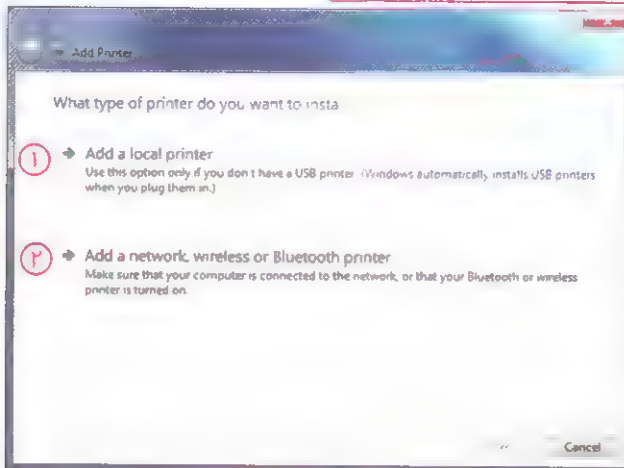 Add Printer
What type of printer do you want to insta
١
Add a local printer
Use this option only if you don't have a USB printer. (Windows automatically installs USB printers
when you plug them in.)
٢
Add a network, wireless or Bluetooth printer
Make sure that your computer is connected to the network, or that your Bluetooth or wireless
printer is turned on.
Cancel